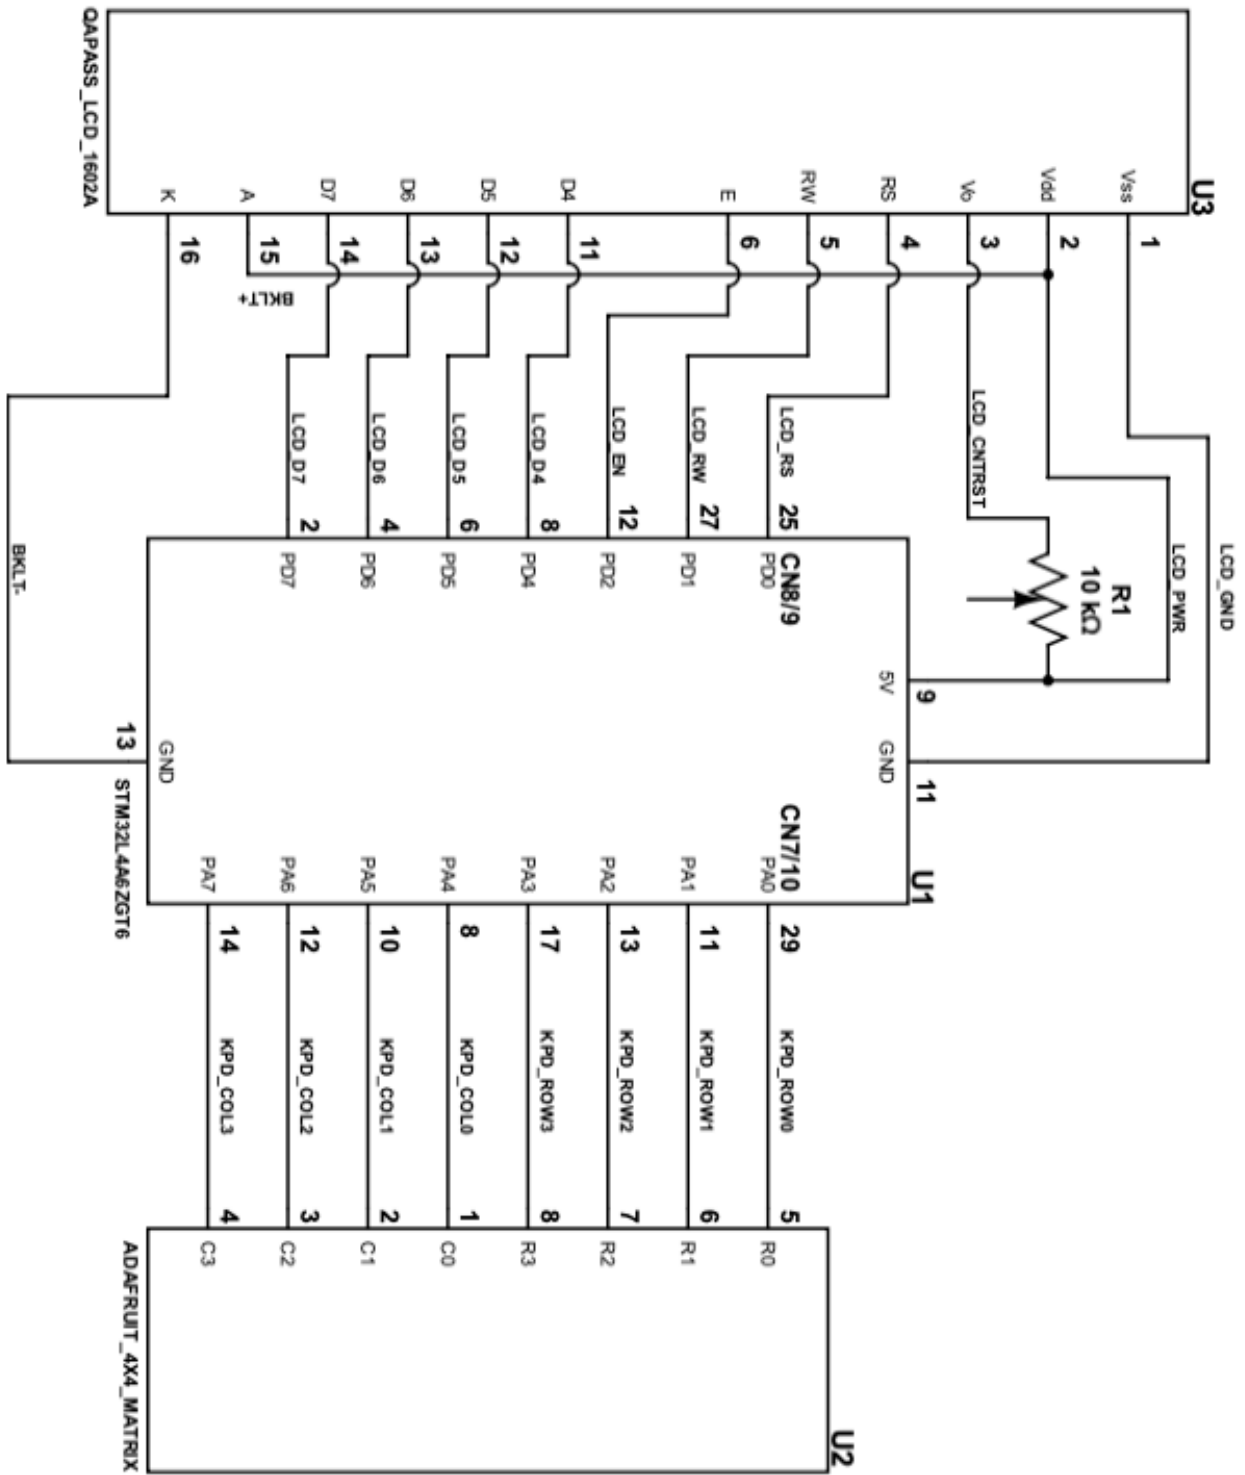 U3
QAPASS_LCD_1602A
Vss
Vdd
Vo
RS
RW
E
D4
D5
D6
D7
A
K
1
2
3
4
5
6
11
12
13
14
15
16
BKLT+
LCD_GND
LCD_PWR
LCD_CNTRST
LCD_RS
LCD_RW
LCD_EN
LCD_D4
LCD_D5
LCD_D6
LCD_D7
BKLT-
R1
10 kΩ
25
27
12
8
6
4
2
CN8/9
PD0
PD1
PD2
PD4
PD5
PD6
PD7
5V
9
GND
11
GND
13
U1
STM32L4A6ZGT6
CN7/10
PA0
PA1
PA2
PA3
PA4
PA5
PA6
PA7
29
11
13
17
8
10
12
14
KPD_ROW0
KPD_ROW1
KPD_ROW2
KPD_ROW3
KPD_COL0
KPD_COL1
KPD_COL2
KPD_COL3
5
6
7
8
1
2
3
4
R0
R1
R2
R3
C0
C1
C2
C3
U2
ADAFRUIT_4X4_MATRIX